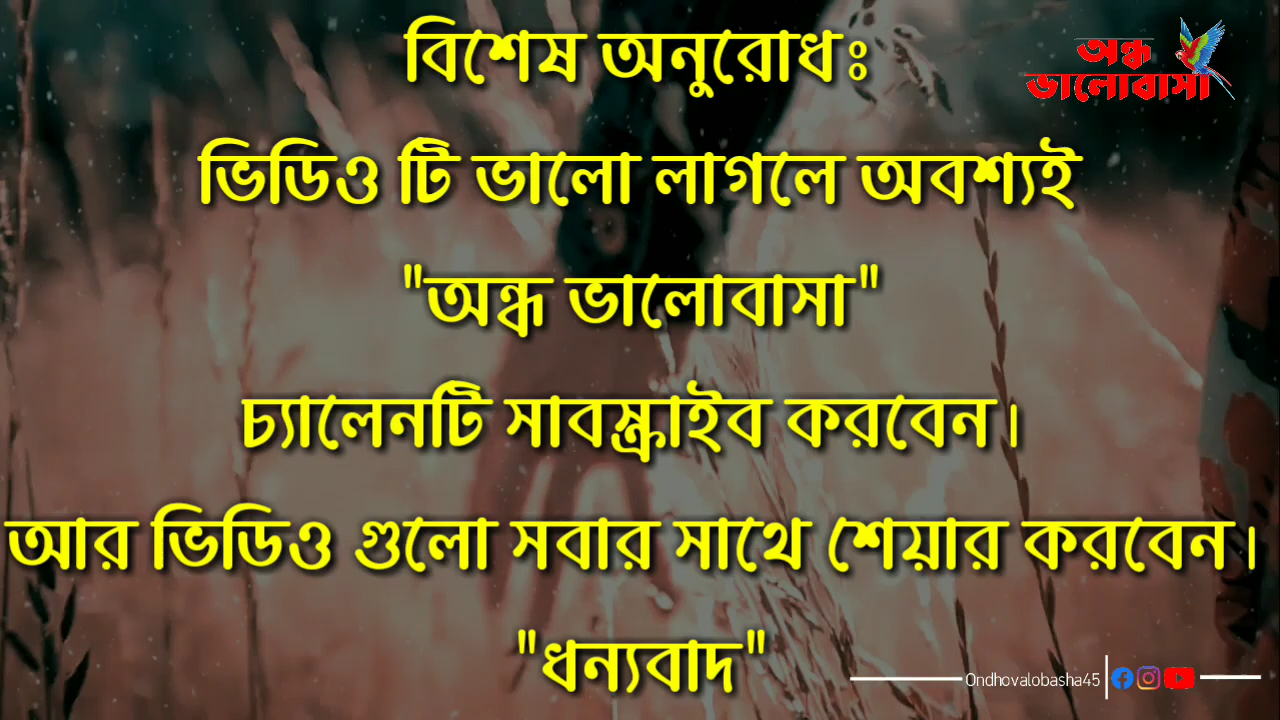 বিশেষ অনুরোধঃ
অন্ধ
ভালোবাসা
ভিডিও টি ভালো লাগলে অবশ্যই
"অন্ধ ভালোবাসা"
চ্যালেনটি সাবস্ক্রাইব করবেন।
আর ভিডিও গুলো সবার সাথে শেয়ার করবেন।
"ধন্যবাদ"
Ondhovalobasha45